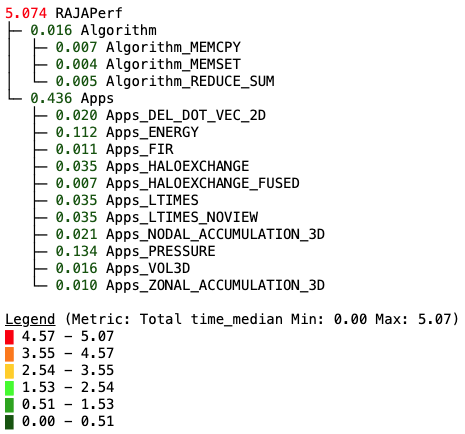 5.074 RAJAPerf
├─ 0.016 Algorithm
│  ├─ 0.007 Algorithm_MEMCPY
│  ├─ 0.004 Algorithm_MEMSET
│  └─ 0.005 Algorithm_REDUCE_SUM
└─ 0.436 Apps
   ├─ 0.020 Apps_DEL_DOT_VEC_2D
   ├─ 0.112 Apps_ENERGY
   ├─ 0.011 Apps_FIR
   ├─ 0.035 Apps_HALOEXCHANGE
   ├─ 0.007 Apps_HALOEXCHANGE_FUSED
   ├─ 0.035 Apps_LTIMES
   ├─ 0.035 Apps_LTIMES_NOVIEW
   ├─ 0.021 Apps_NODAL_ACCUMULATION_3D
   ├─ 0.134 Apps_PRESSURE
   ├─ 0.016 Apps_VOL3D
   └─ 0.010 Apps_ZONAL_ACCUMULATION_3D
Legend (Metric: Total time_median Min: 0.00 Max: 5.07)
█ 4.57 - 5.07
█ 3.55 - 4.57
█ 2.54 - 3.55
█ 1.53 - 2.54
█ 0.51 - 1.53
█ 0.00 - 0.51